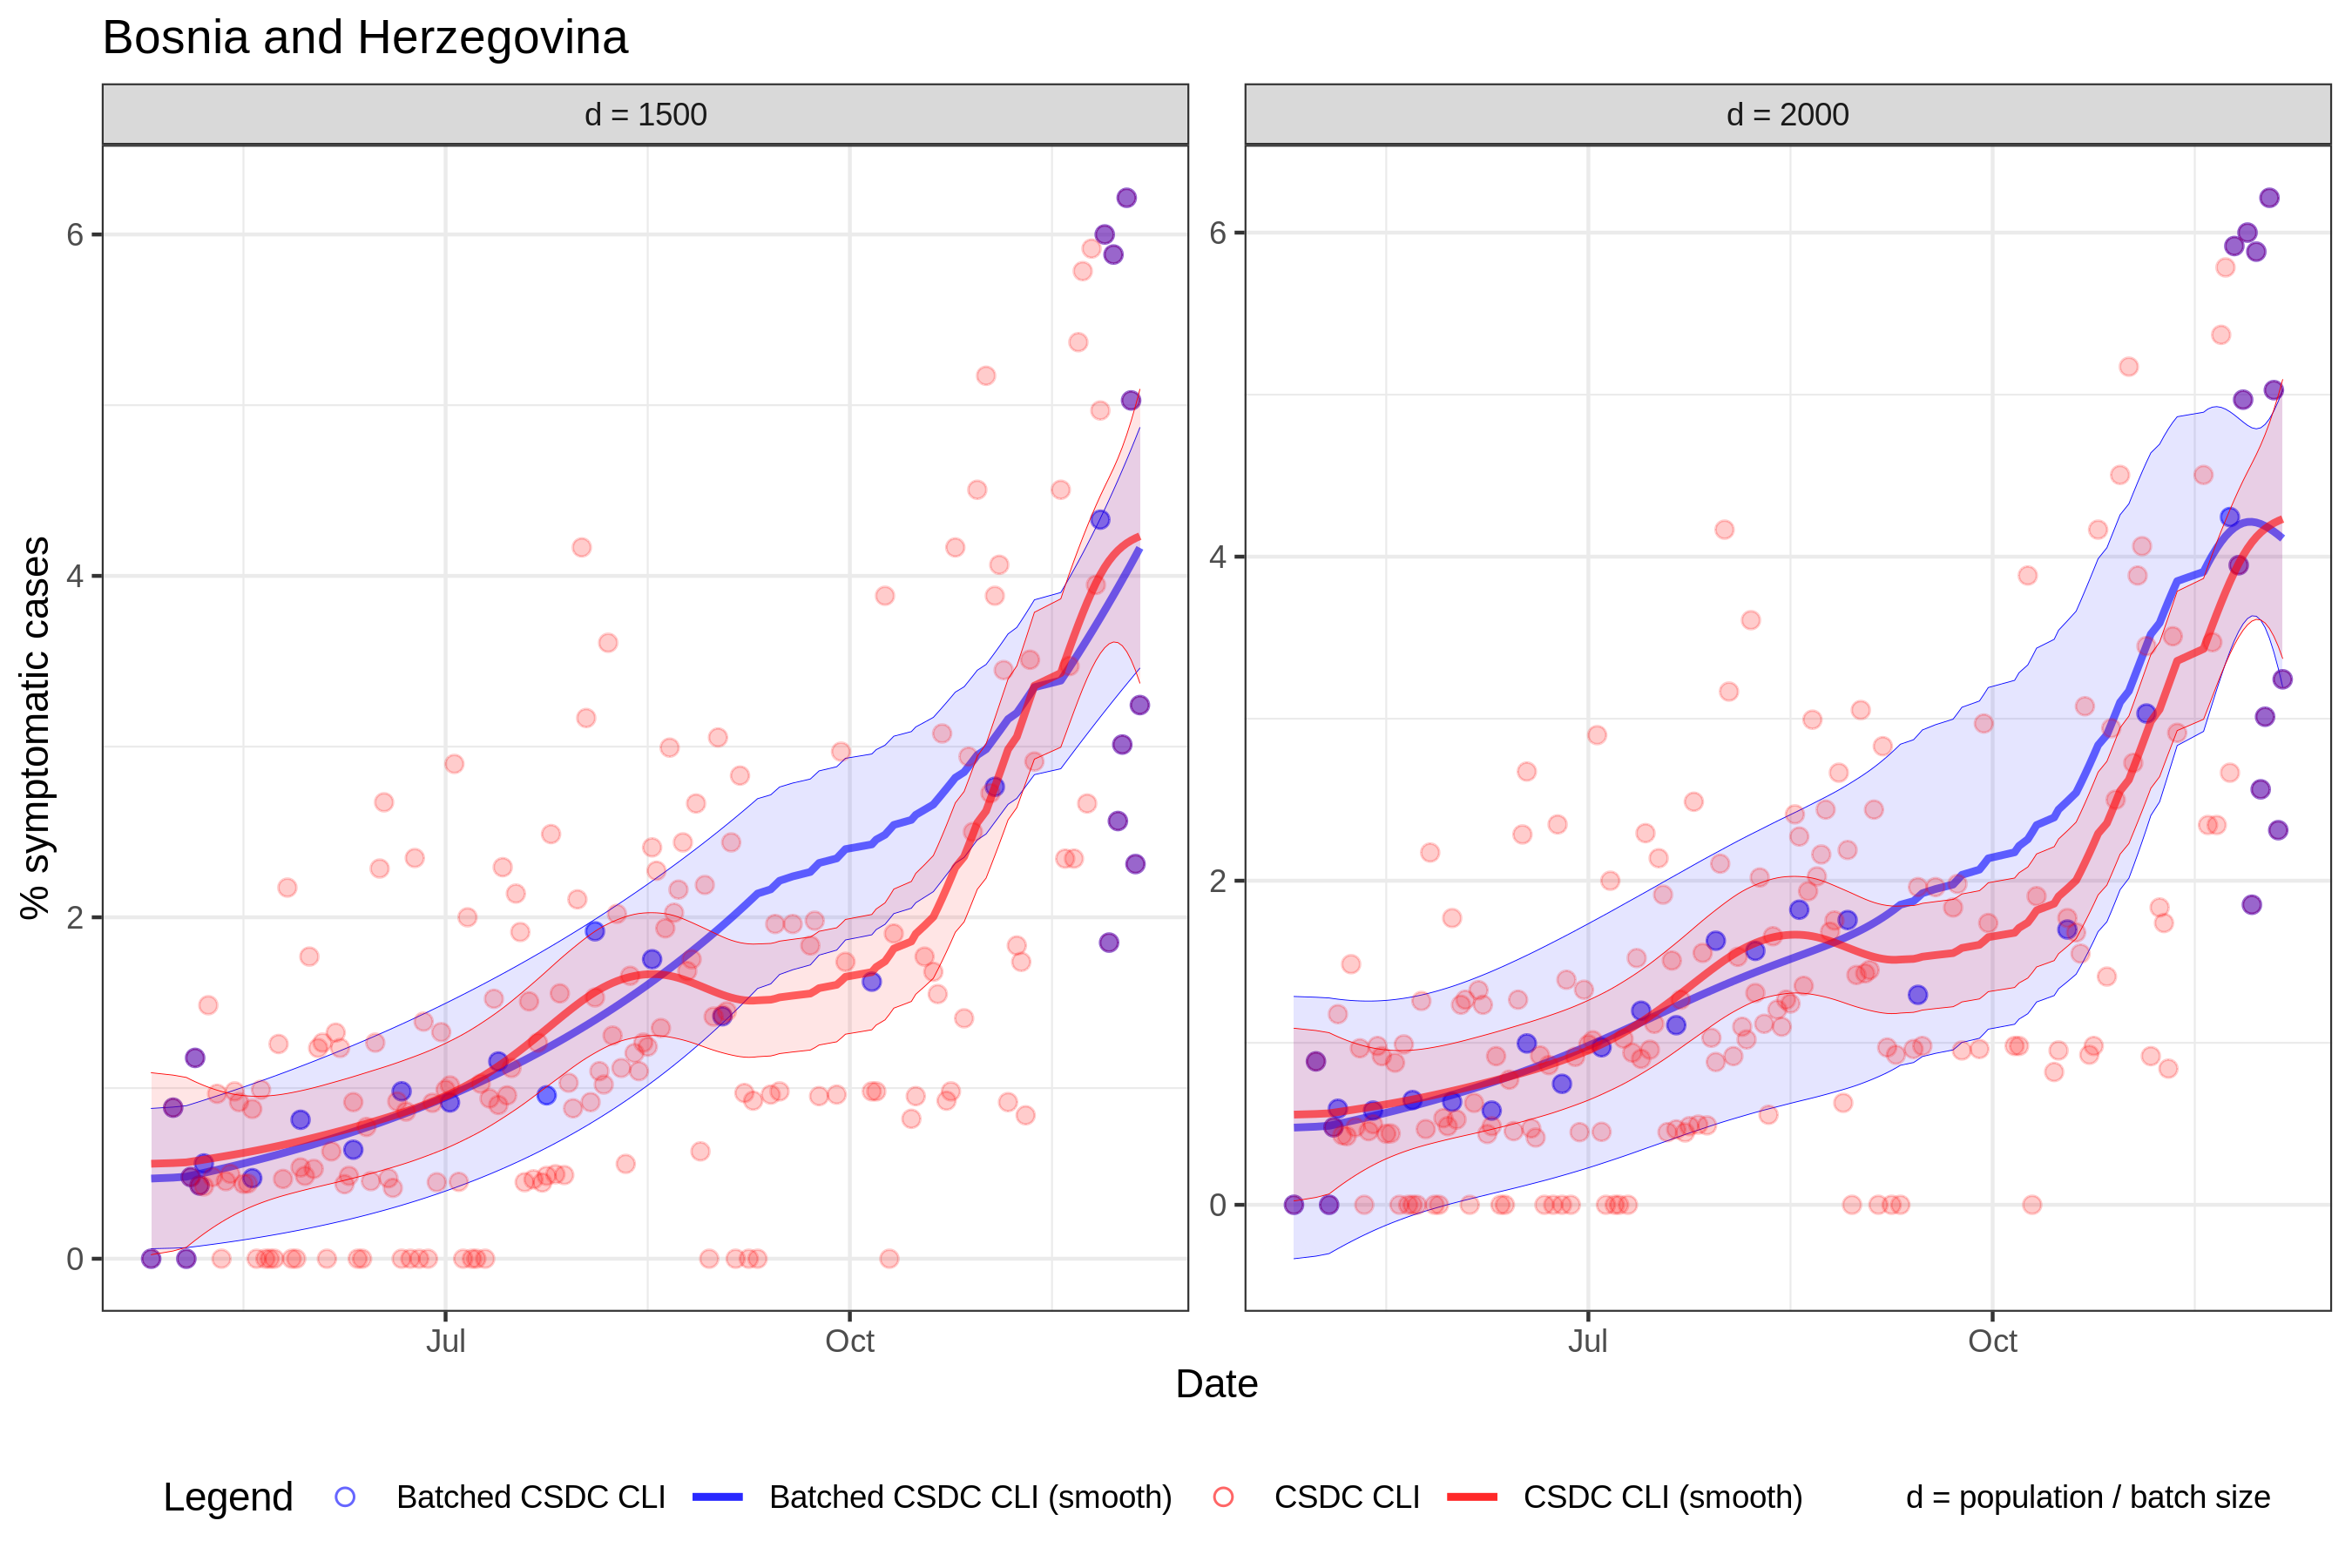 Bosnia and Herzegovina
d = 1500
d = 2000
% symptomatic cases
6
4
2
0
6
4
2
0
Jul
Oct
Jul
Oct
Date
Legend
Batched CSDC CLI
Batched CSDC CLI (smooth)
CSDC CLI
CSDC CLI (smooth)
d = population / batch size